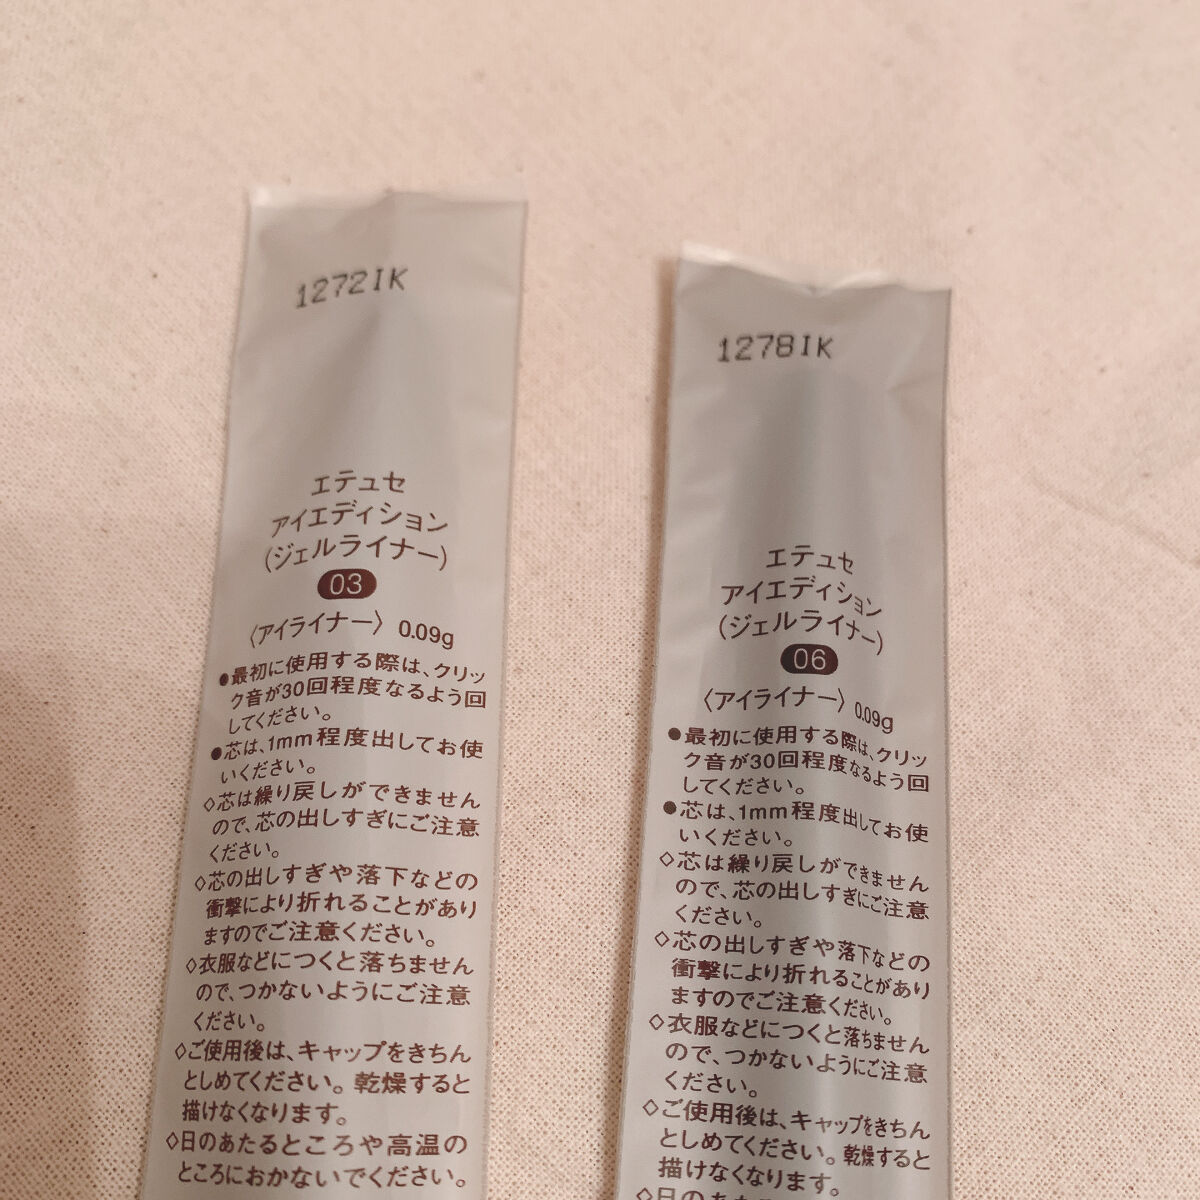 1272IK
エテュセ
アイエディション
(ジェルライナー)
03
〈アイライナー〉 0.09g
●最初に使用する際は、クリッ
ク音が30回程度なるよう回
してください。
●芯は、1mm程度出してお使
いください。
◇芯は繰り戻しができません
ので、芯の出しすぎにご注意
ください。
◇芯の出しすぎや落下などの
衝撃により折れることがあり
ますのでご注意ください。
◇衣服などにつくと落ちません
ので、つかないようにご注意
ください。
◇ご使用後は、キャップをきちん
としめてください。乾燥すると
描けなくなります。
◇日のあたるところや高温の
ところにおかないでください。
1278IK
エテュセ
アイエディション
(ジェルライナー)
06
〈アイライナー〉 0.09g
●最初に使用する際は、クリッ
ク音が30回程度なるよう回
してください。
●芯は、1mm程度出してお使
いください。
◇芯は繰り戻しができません
ので、芯の出しすぎにご注意
ください。
◇芯の出しすぎや落下などの
衝撃により折れることがあり
ますのでご注意ください。
◇衣服などにつくと落ちません
ので、つかないようにご注意
ください。
◇ご使用後は、キャップをきちん
としめてください。乾燥すると
描けなくなります。
◇日のあた